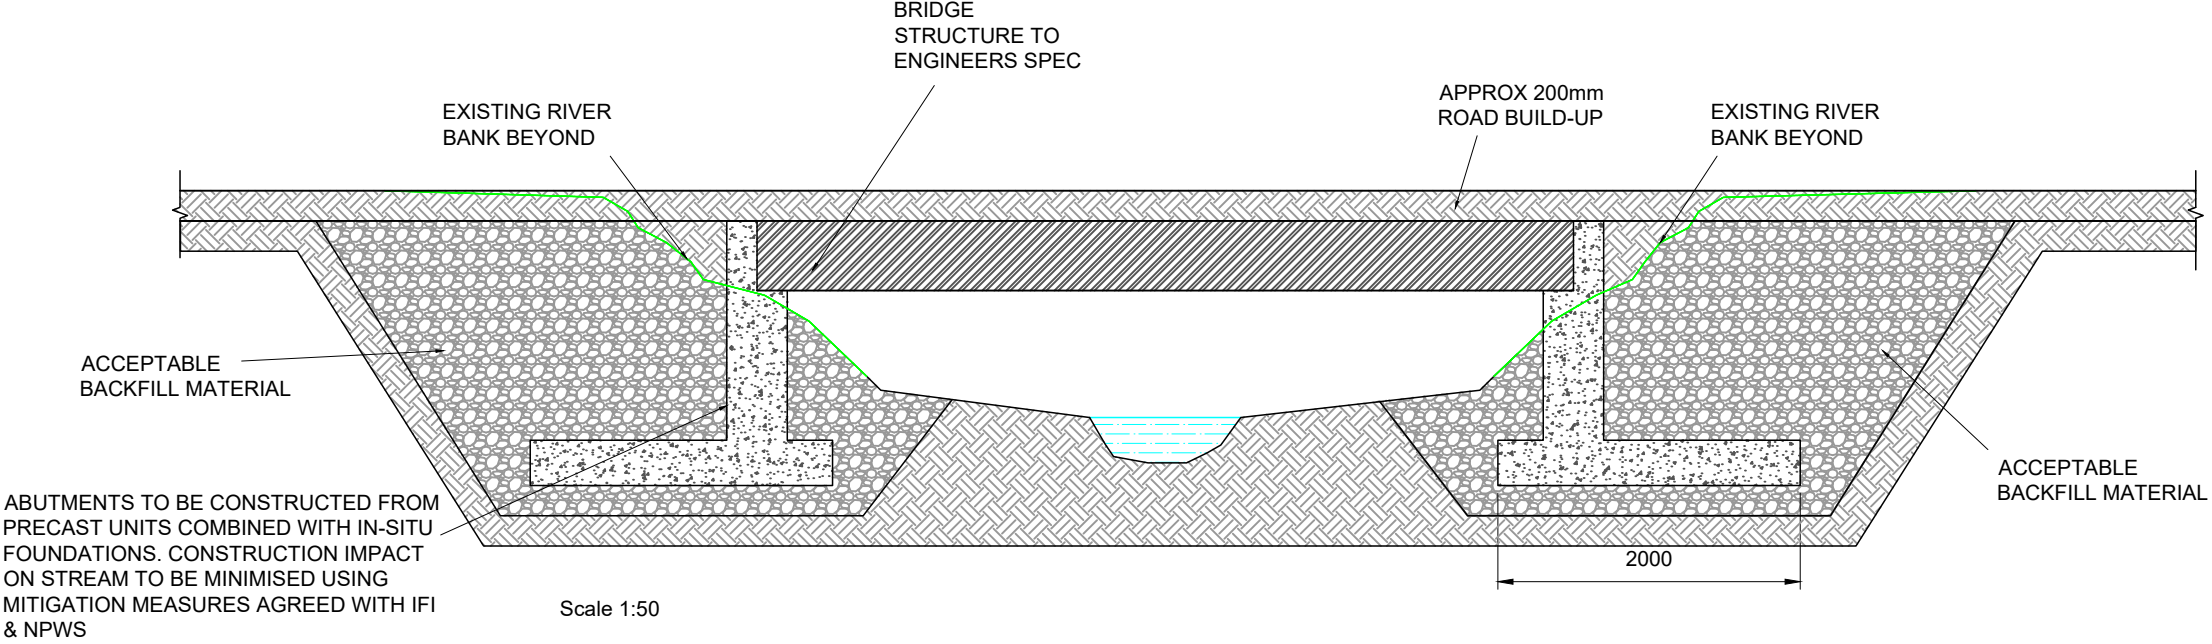 BRIDGE
STRUCTURE TO
ENGINEERS SPEC
EXISTING RIVER
BANK BEYOND
APPROX 200mm
ROAD BUILD-UP
EXISTING RIVER
BANK BEYOND
ACCEPTABLE
BACKFILL MATERIAL
ACCEPTABLE
BACKFILL MATERIAL
ABUTMENTS TO BE CONSTRUCTED FROM
PRECAST UNITS COMBINED WITH IN-SITU
FOUNDATIONS. CONSTRUCTION IMPACT
ON STREAM TO BE MINIMISED USING
MITIGATION MEASURES AGREED WITH IFI
& NPWS
2000
Scale 1:50